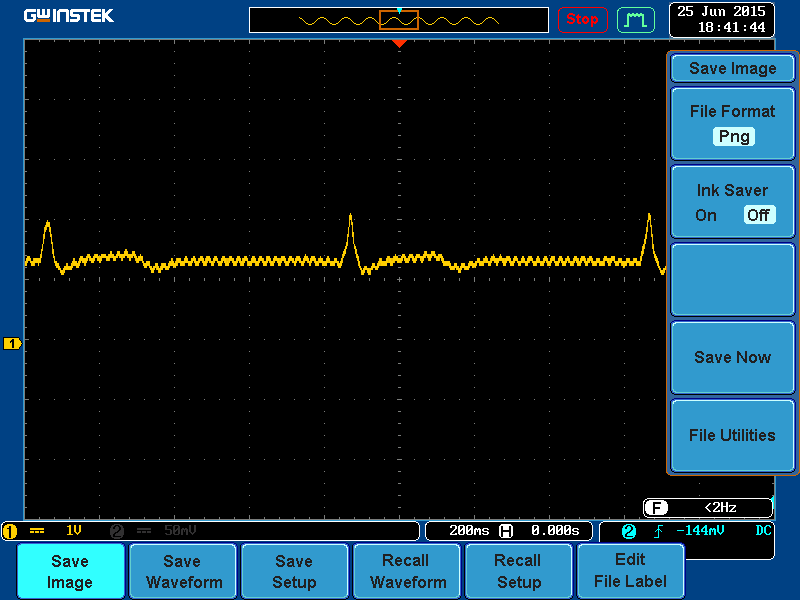 GWINSTEK
Stop
25 Jun 2015
18:41:44
Save Image
File Format
Png
Ink Saver
On Off
1
Save Now
File Utilities
F <2Hz
1 1V 2 50mV
200ms H 0.000s
2 -144mV DC
Save Image
Save Waveform
Save Setup
Recall Waveform
Recall Setup
Edit File Label